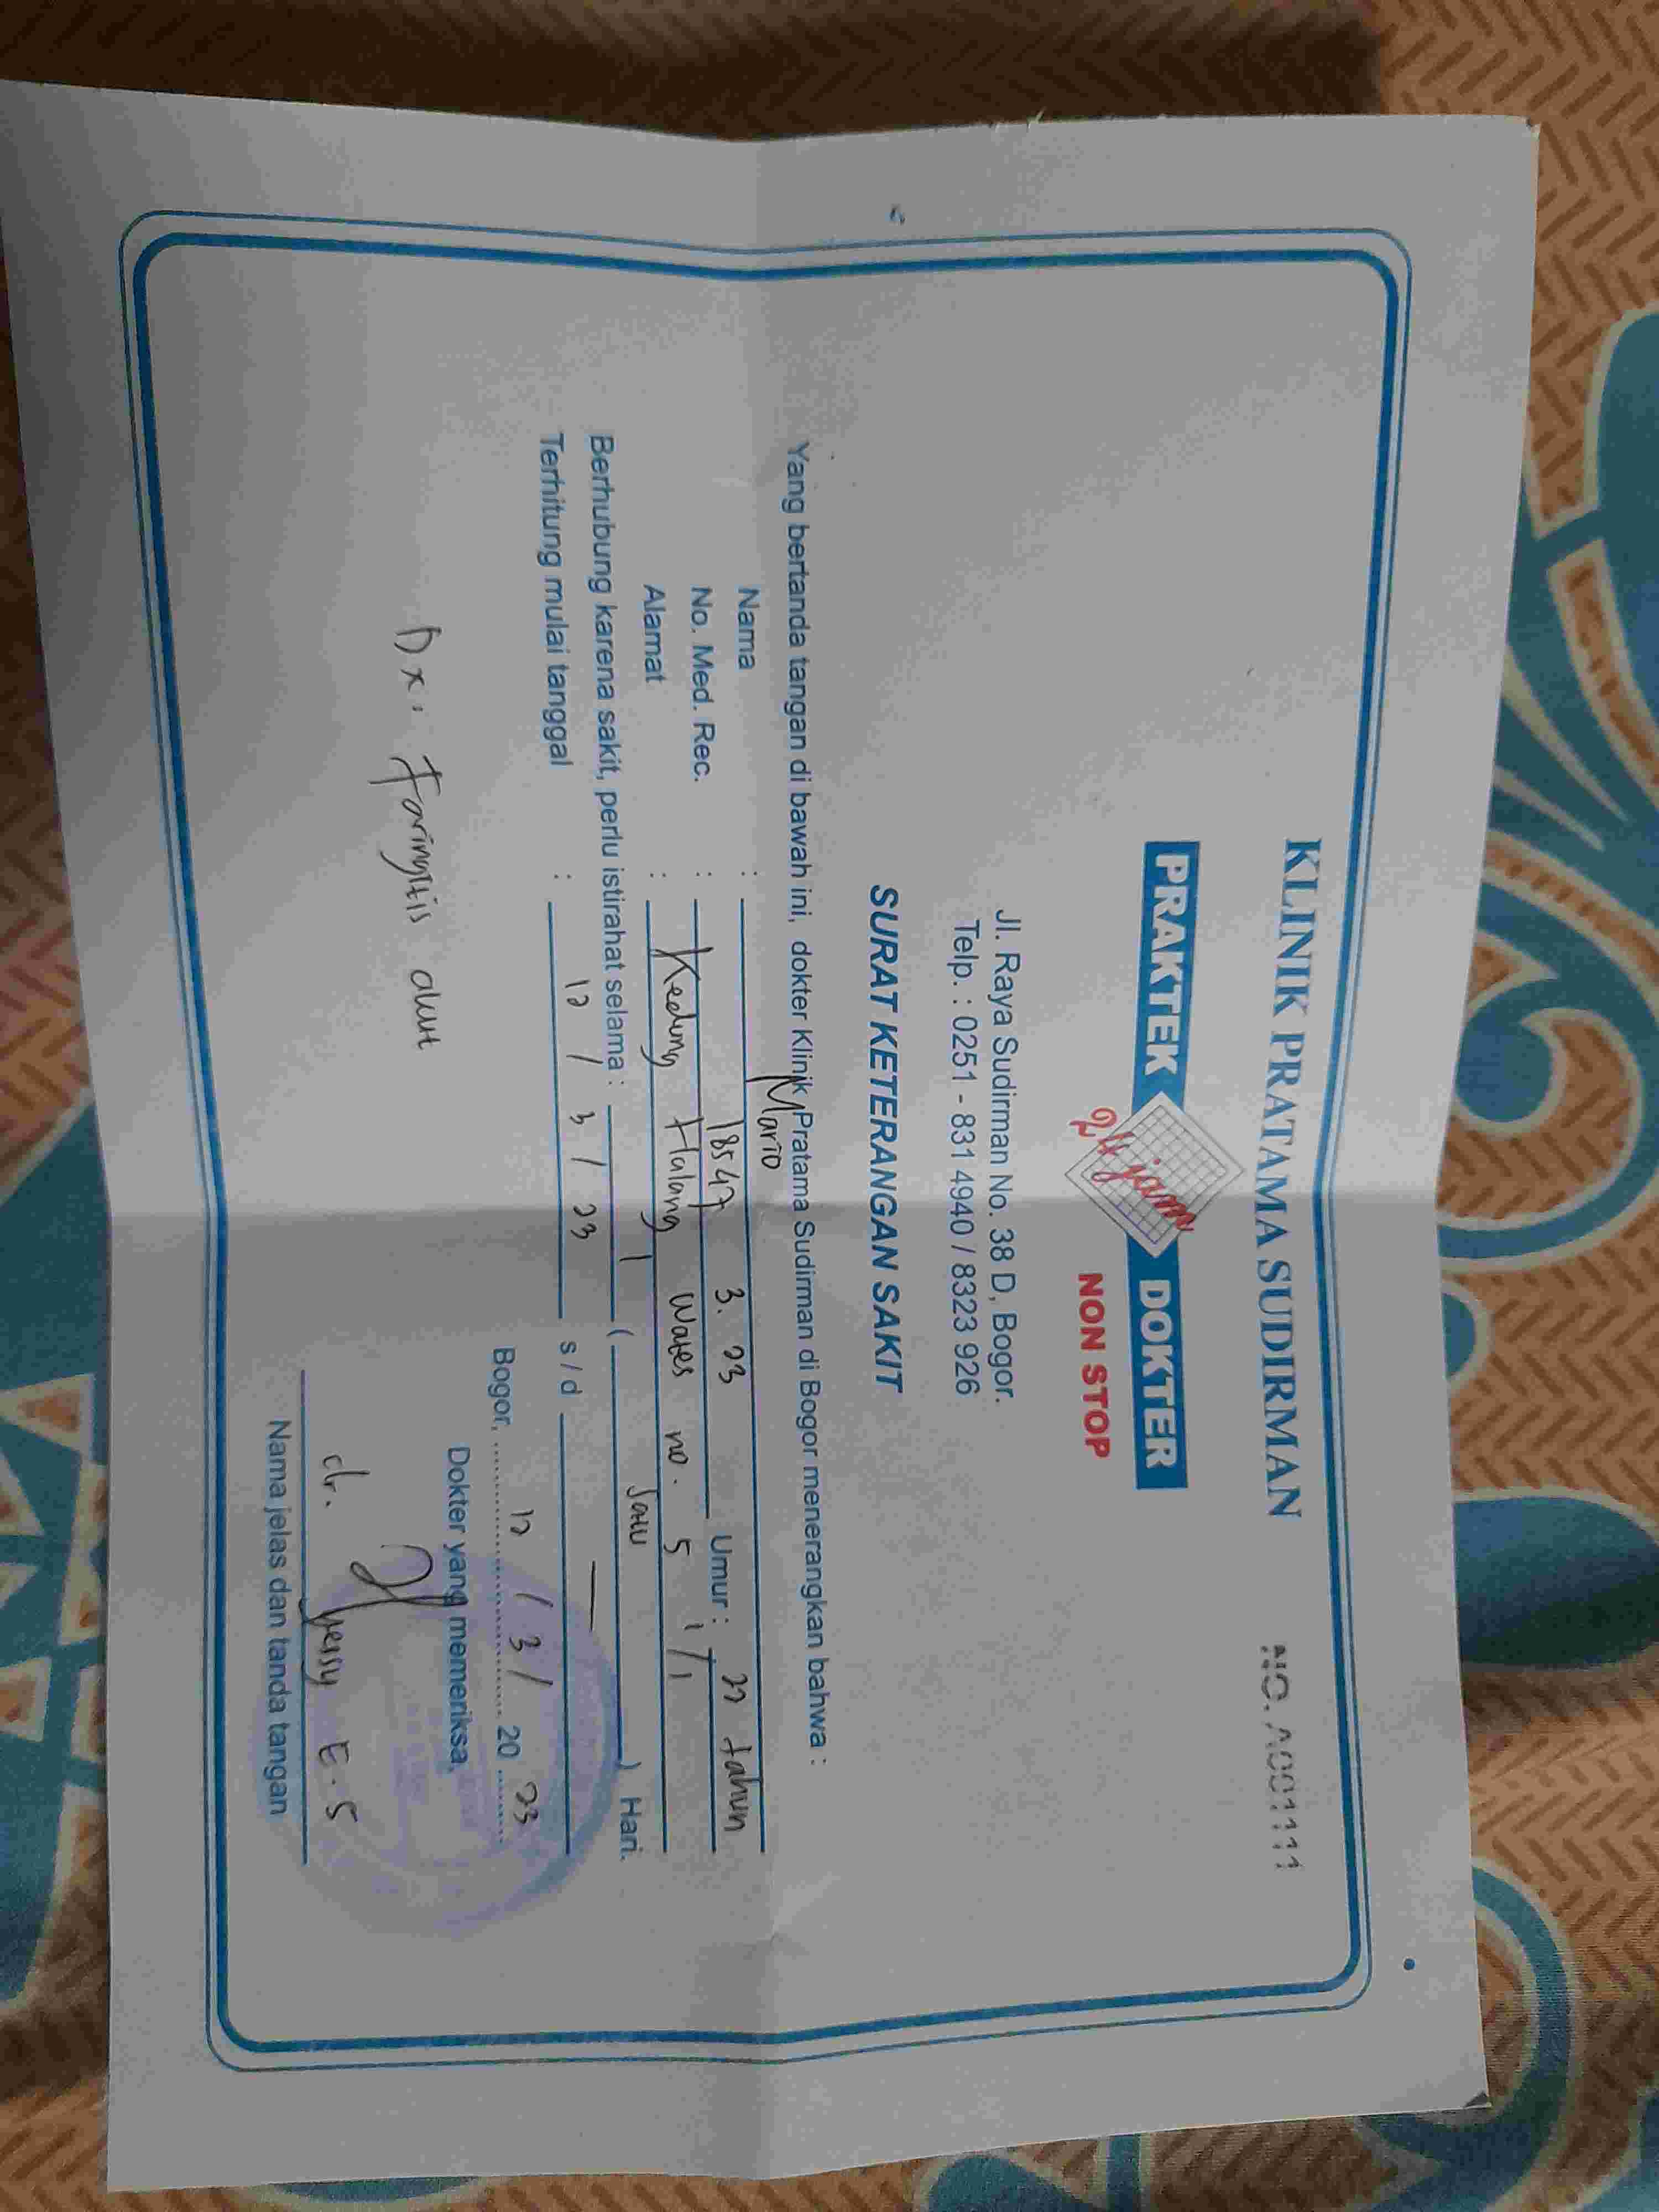 KLINIK PRATAMA SUDIRMAN
NO. A001111
PRAKTEK 24 jam DOKTER
NON STOP
Jl. Raya Sudirman No. 38 D, Bogor.
Telp. : 0251 - 831 4940 / 8323 926
SURAT KETERANGAN SAKIT
Yang bertanda tangan di bawah ini, dokter Klinik Pratama Sudirman di Bogor menerangkan bahwa :
Nama : Mario
No. Med. Rec. : 18547 3. 23 Umur : 22 tahun
Alamat : Kedung Halang Wates no. 5 1/1
Berhubung karena sakit, perlu istirahat selama : 1 ( Satu ) Hari.
Terhitung mulai tanggal : 12 / 3 / 23 s / d —
Bogor, 12 / 3 / 20 23
Dx. Faringitis akut
Dokter yang memeriksa,
dr. E. S
Nama jelas dan tanda tangan